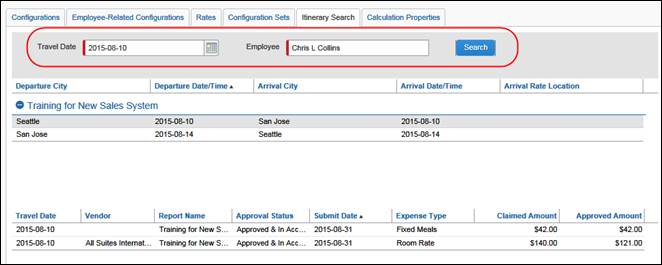 Configurations Employee-Related Configurations Rates Configuration Sets Itinerary Search Calculation Properties
Travel Date 2015-08-10 Employee Chris L Collins Search
Departure City Departure Date/Time Arrival City Arrival Date/Time Arrival Rate Location
Training for New Sales System
Seattle 2015-08-10 San Jose 2015-08-10
San Jose 2015-08-14 Seattle 2015-08-14
Travel Date Vendor Report Name Approval Status Submit Date Expense Type Claimed Amount Approved Amount
2015-08-10 Training for New S... Approved & In Acc... 2015-08-31 Fixed Meals $42.00 $42.00
2015-08-10 All Suites Internat... Training for New S... Approved & In Acc... 2015-08-31 Room Rate $140.00 $121.00